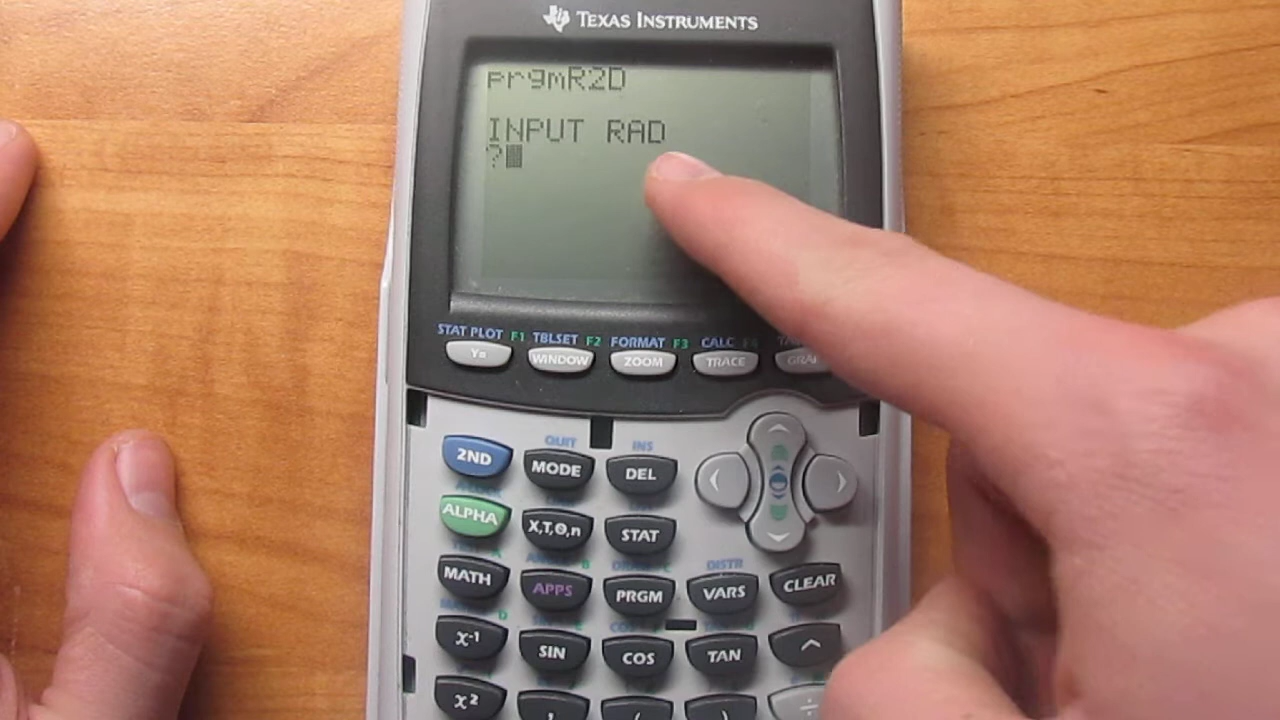 TEXAS INSTRUMENTS
prgmR2D
INPUT RAD
?
STAT PLOT F1 TBLSET F2 FORMAT F3 CALC F4
Y= WINDOW ZOOM TRACE
QUIT INS
2ND MODE DEL
ALPHA X,T,Θ,n STAT
DISTR
MATH APPS PRGM VARS CLEAR
x⁻¹ SIN COS TAN ^
x² , ( ) ÷